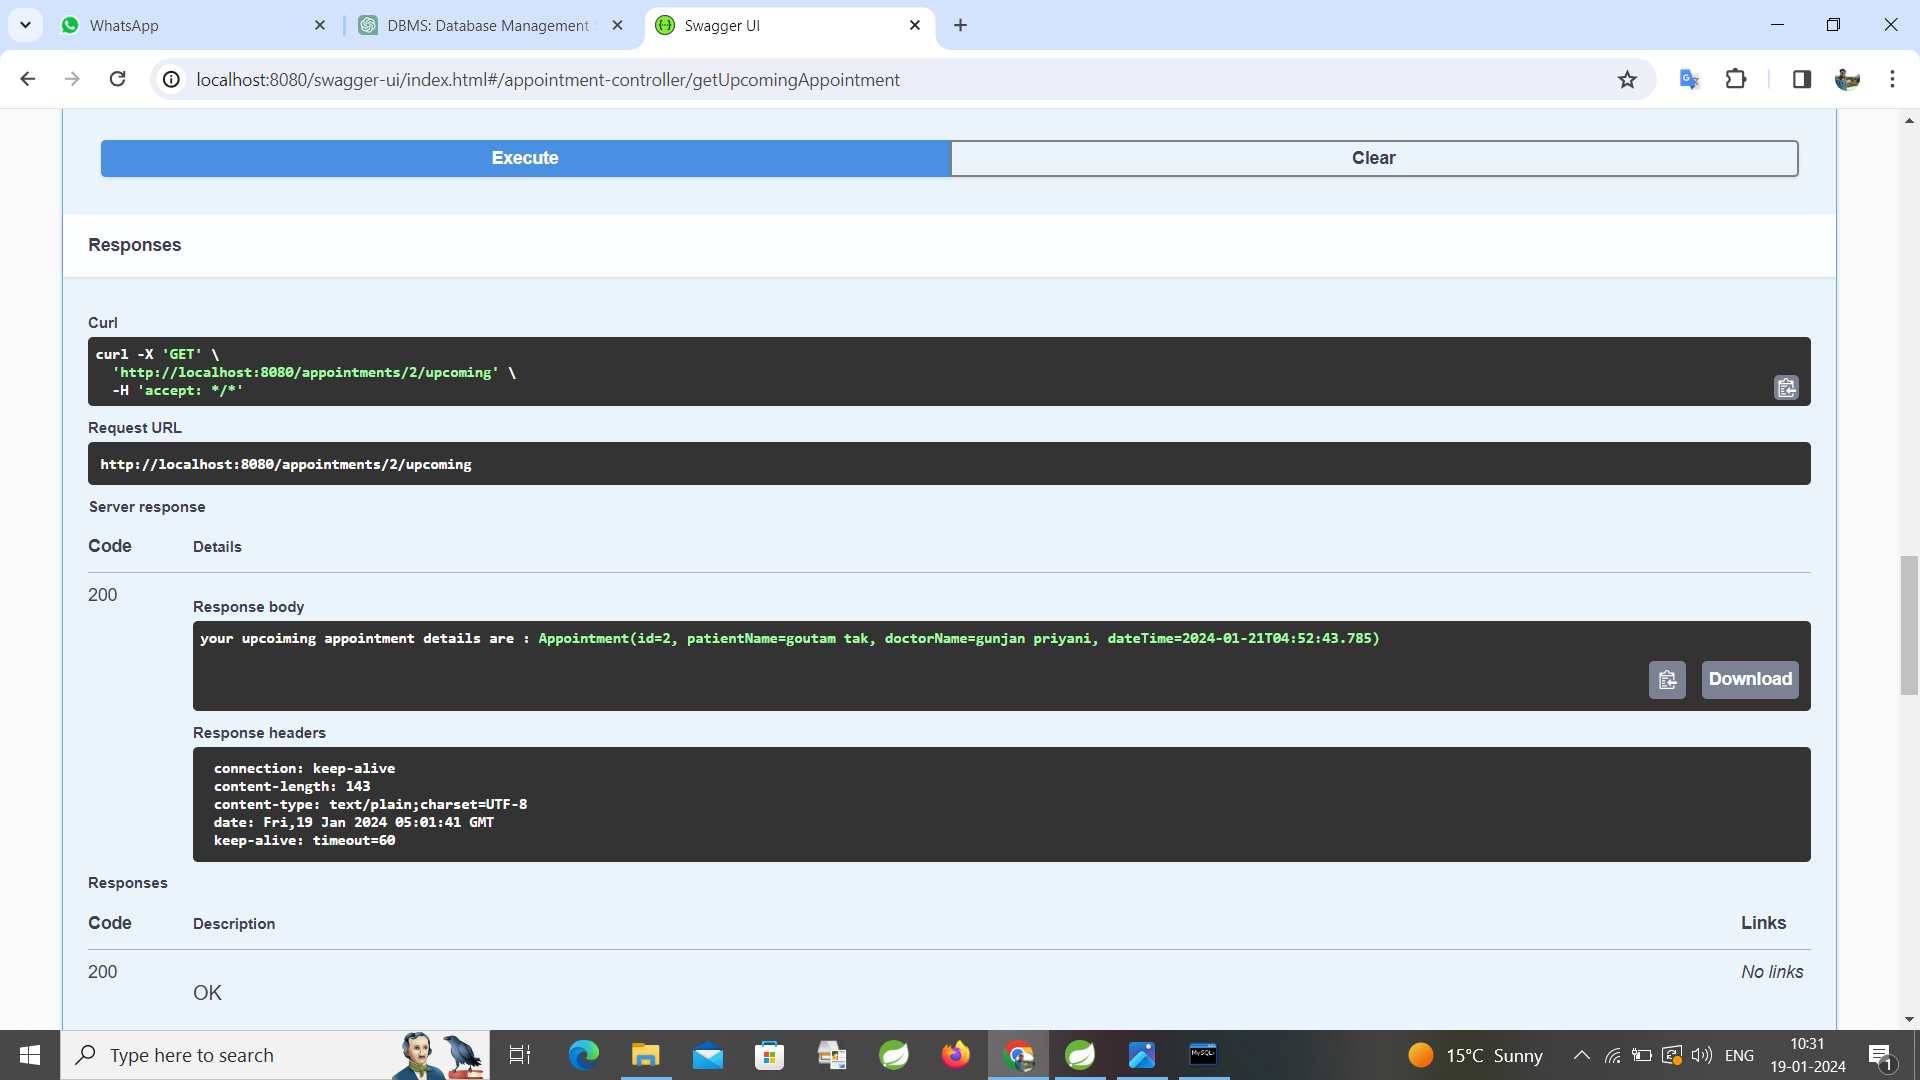 WhatsApp
DBMS: Database Management
Swagger UI
localhost:8080/swagger-ui/index.html#/appointment-controller/getUpcomingAppointment
Execute
Clear
Responses
Curl
curl -X 'GET' \
'http://localhost:8080/appointments/2/upcoming' \
-H 'accept: */*'
Request URL
http://localhost:8080/appointments/2/upcoming
Server response
Code Details
200
Response body
your upcoiming appointment details are : Appointment(id=2, patientName=goutam tak, doctorName=gunjan priyani, dateTime=2024-01-21T04:52:43.785)
Download
Response headers
connection: keep-alive
content-length: 143
content-type: text/plain;charset=UTF-8
date: Fri,19 Jan 2024 05:01:41 GMT
keep-alive: timeout=60
Responses
Code Description Links
200 No links
OK
Type here to search
MySQL
15°C Sunny
ENG
10:31
19-01-2024
1